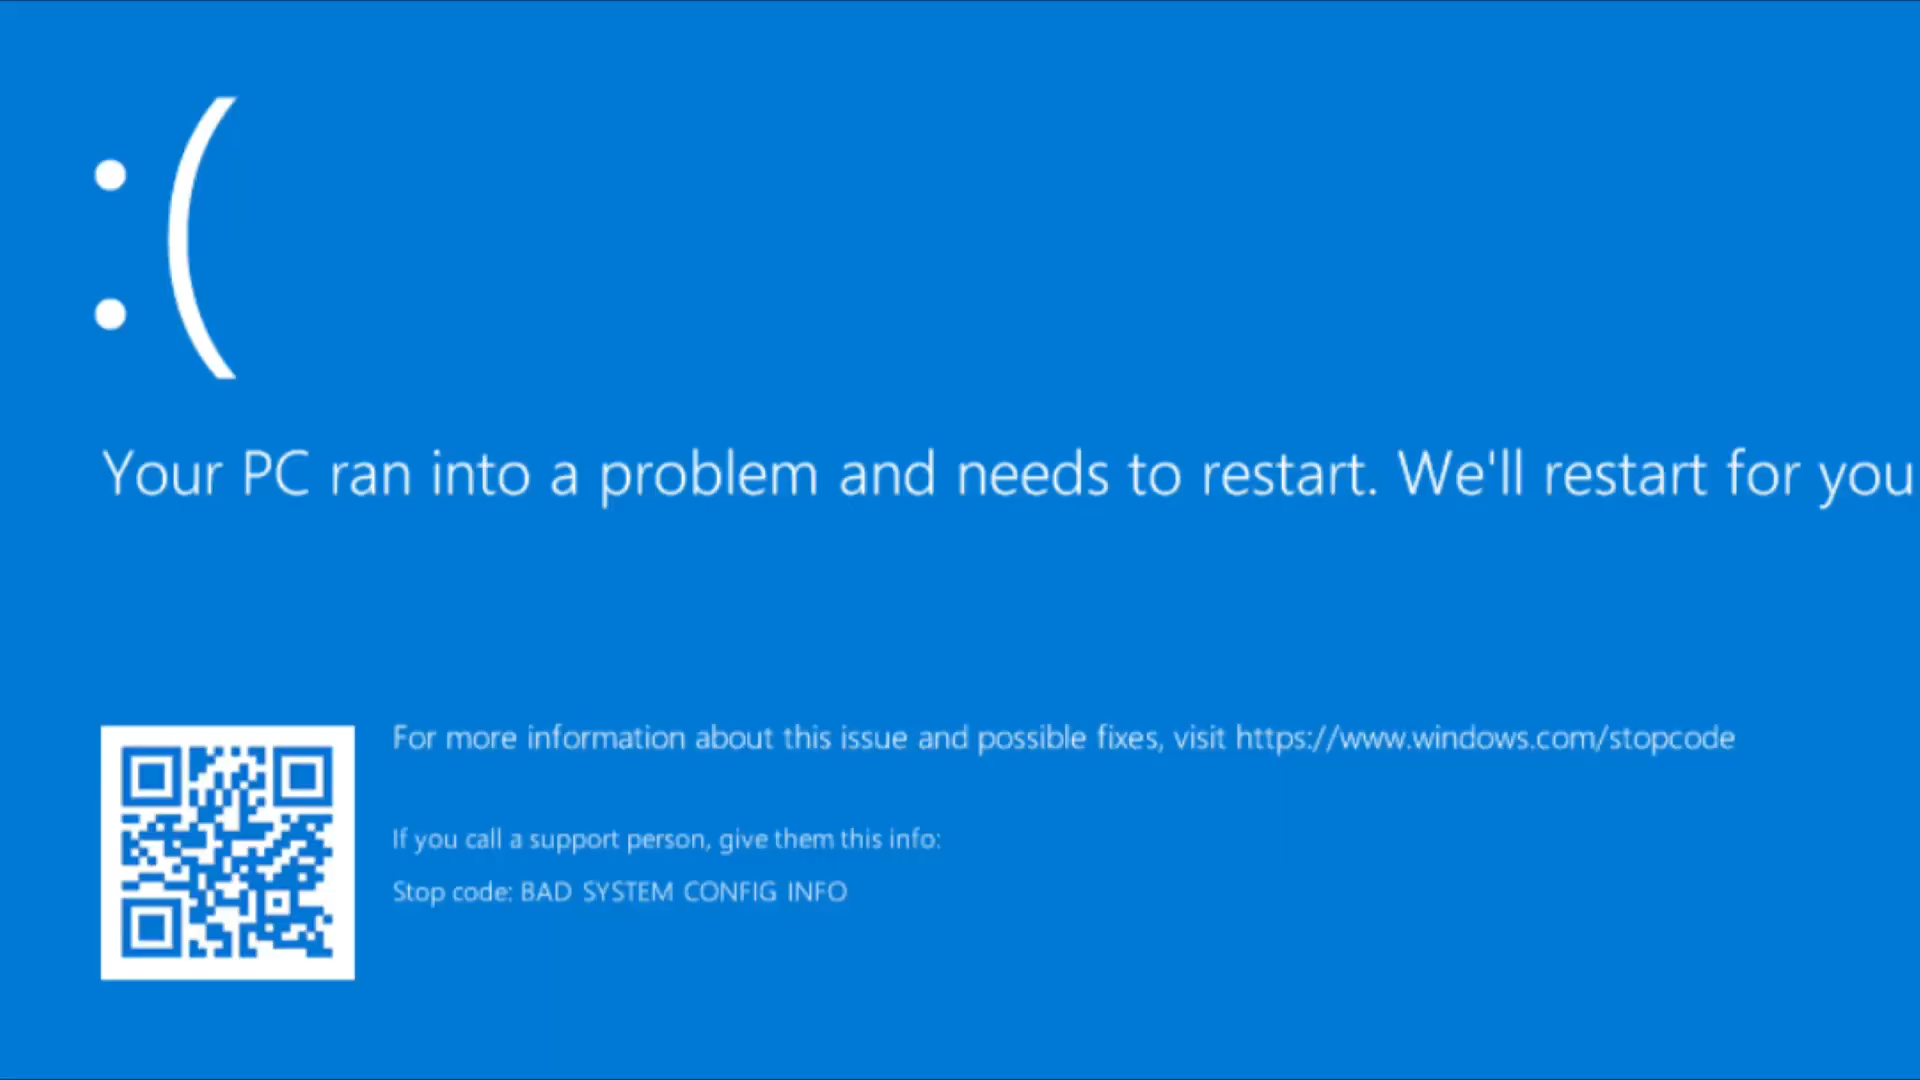 :(
Your PC ran into a problem and needs to restart. We'll restart for you
For more information about this issue and possible fixes, visit https://www.windows.com/stopcode
If you call a support person, give them this info:
Stop code: BAD SYSTEM CONFIG INFO